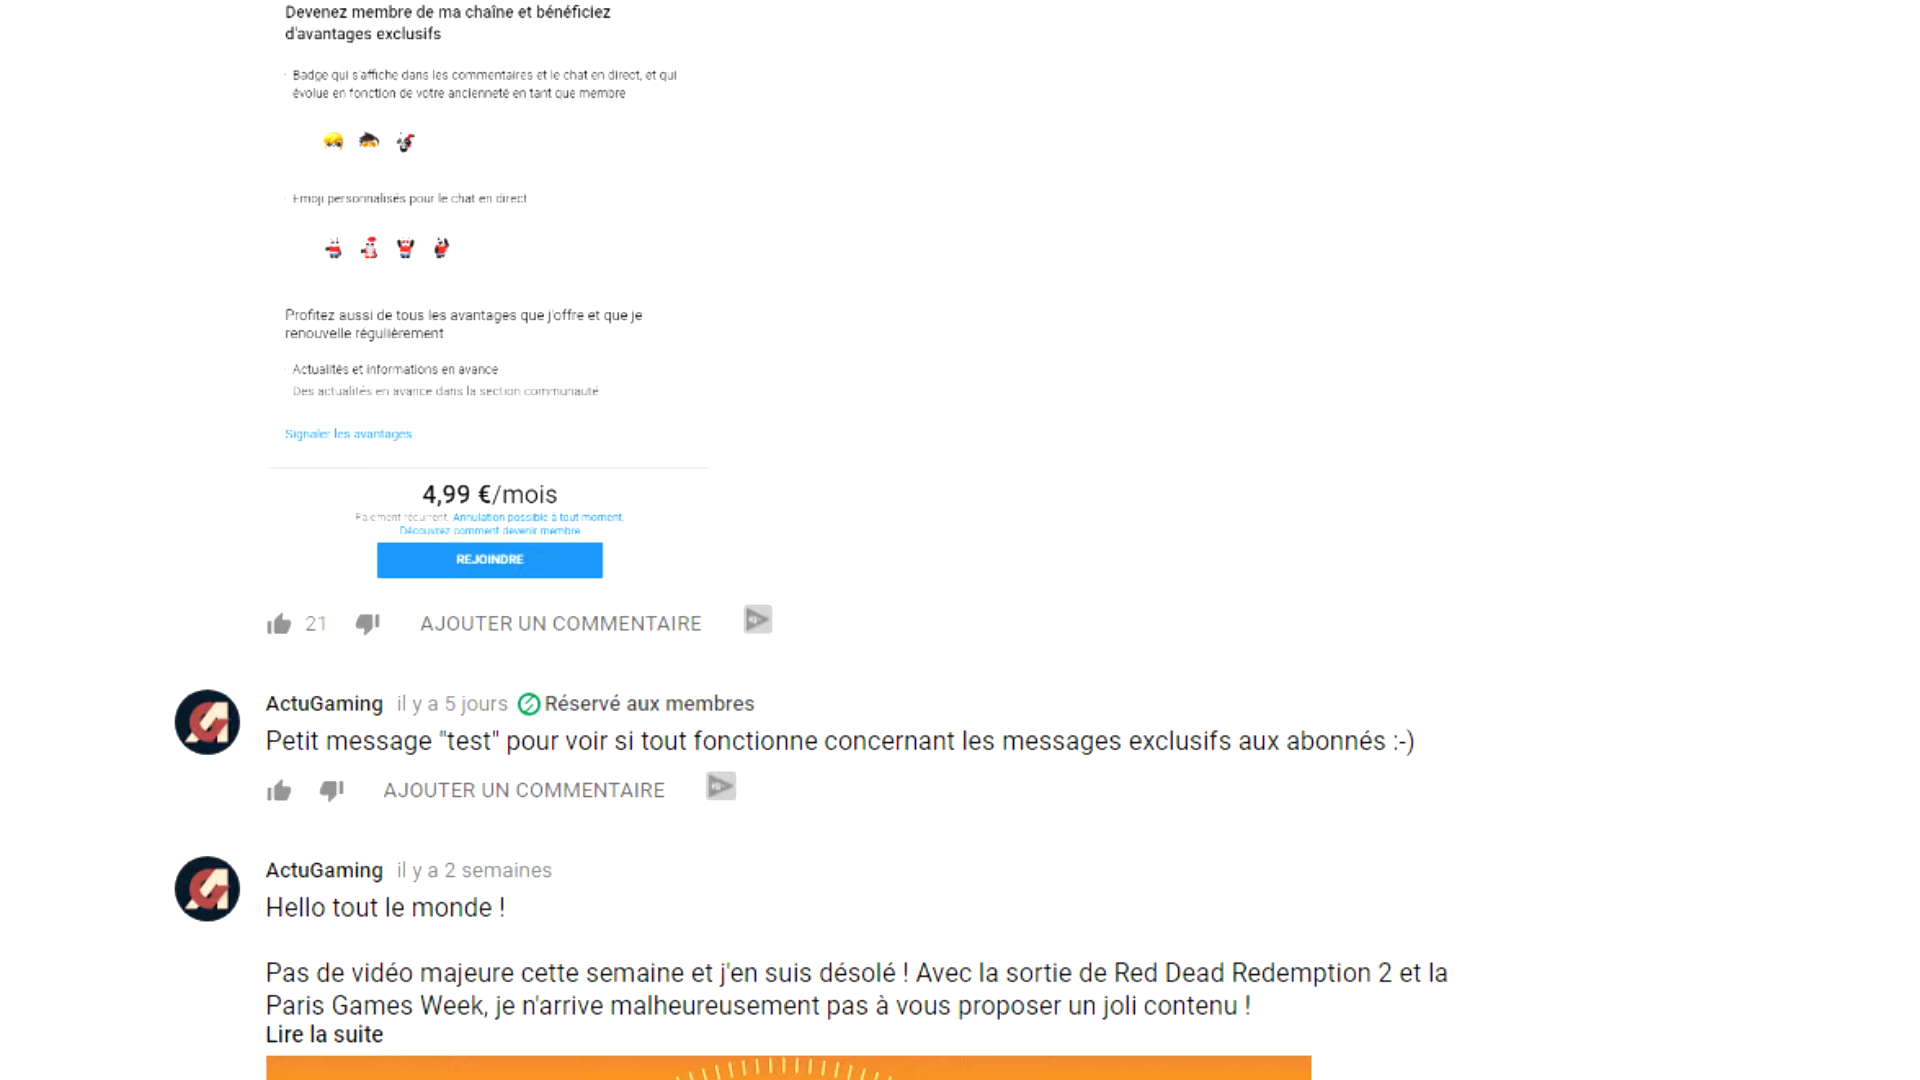 Devenez membre de ma chaîne et bénéficiez
d'avantages exclusifs
· Badge qui s'affiche dans les commentaires et le chat en direct, et qui
évolue en fonction de votre ancienneté en tant que membre
· Emoji personnalisés pour le chat en direct
Profitez aussi de tous les avantages que j'offre et que je
renouvelle régulièrement
· Actualités et informations en avance
Des actualités en avance dans la section communauté
Signaler les avantages
4,99 €/mois
Paiement récurrent. Annulation possible à tout moment.
Découvrez comment devenir membre
REJOINDRE
21 AJOUTER UN COMMENTAIRE
ActuGaming il y a 5 jours Réservé aux membres
Petit message "test" pour voir si tout fonctionne concernant les messages exclusifs aux abonnés :-)
AJOUTER UN COMMENTAIRE
ActuGaming il y a 2 semaines
Hello tout le monde !
Pas de vidéo majeure cette semaine et j'en suis désolé ! Avec la sortie de Red Dead Redemption 2 et la
Paris Games Week, je n'arrive malheureusement pas à vous proposer un joli contenu !
Lire la suite